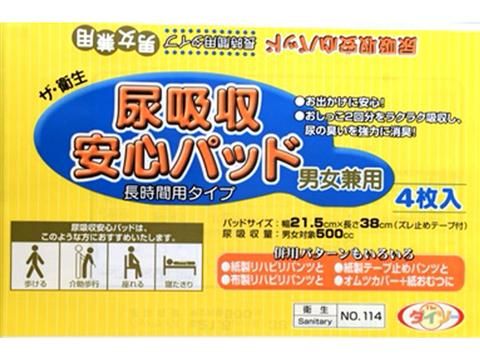 尿吸収安心パッド
長時間用タイプ
男女兼用
ザ・衛生
尿吸収
安心パッド
長時間用タイプ
男女兼用
●お出かけに安心!
●おしっこ2回分をラクラク吸収し、
尿の臭いを強力に消臭!
4枚入
パッドサイズ:幅21.5cm×長さ38cm(ズレ止めテープ付)
尿吸収量:男女対象500cc
尿吸収安心パッドは、
このような方におすすめいたします。
歩ける
介助歩行
座れる
寝たきり
併用パターンもいろいろ
●紙製リハビリパンツと
●紙製テープ止めパンツと
●布製リハビリパンツと
●オムツカバー+紙おむつに
衛生
Sanitary
NO.114
The
ダイソー